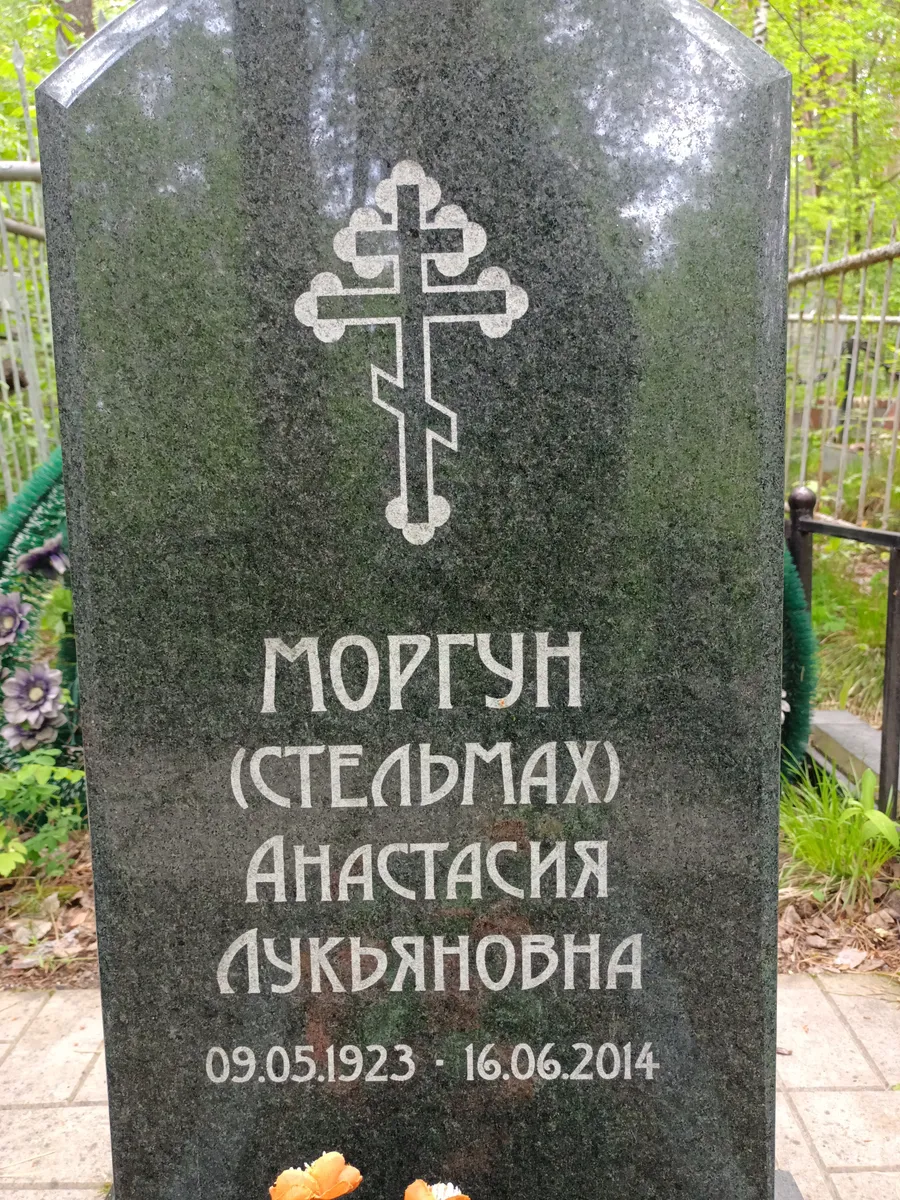 МОРГУН
(СТЕЛЬМАХ)
АНАСТАСИЯ
ЛУКЬЯНОВНА
09.05.1923 · 16.06.2014